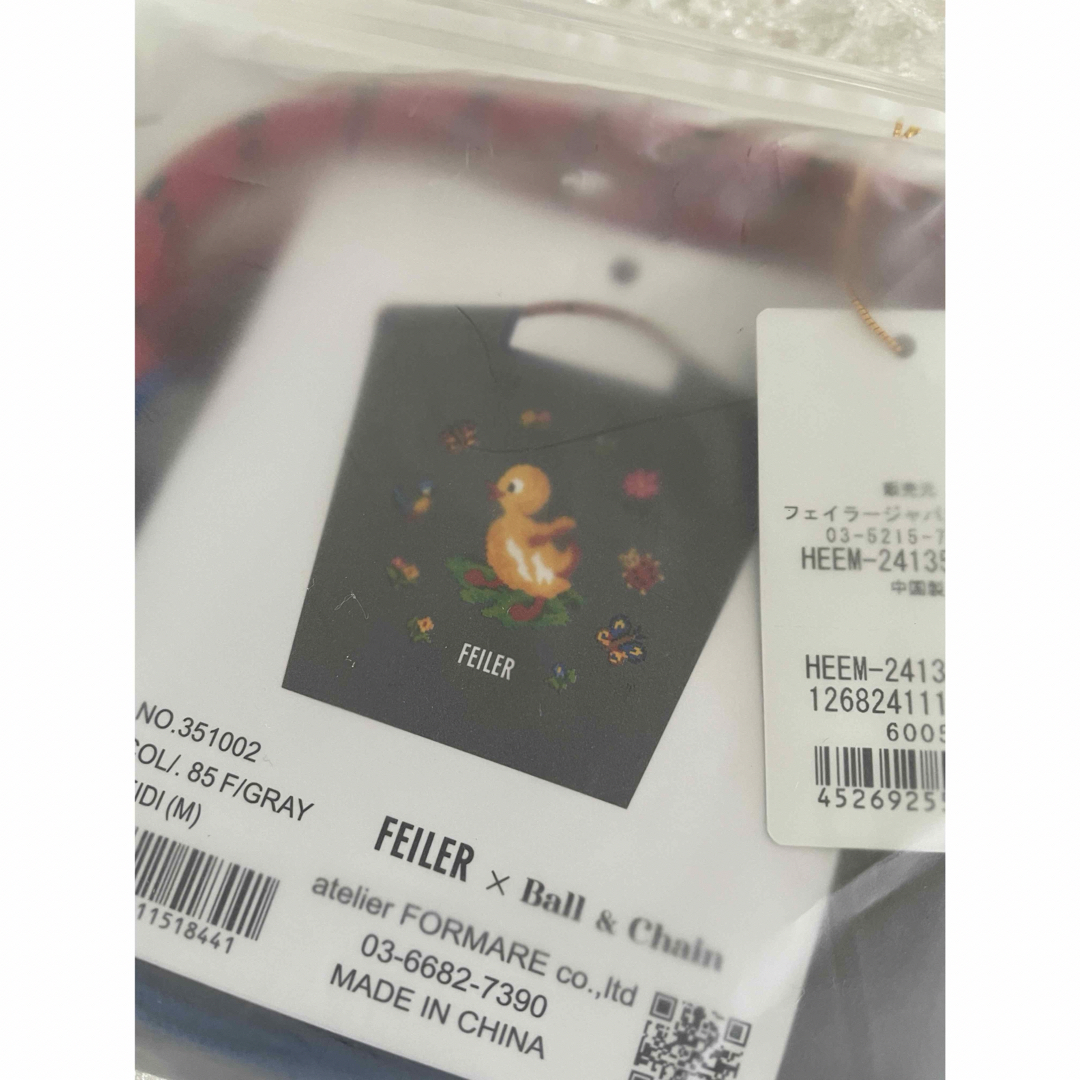 FEILER
NO.351002
COL/. 85 F/GRAY
IDI (M)
11518441
FEILER × Ball & Chain
atelier FORMARE co.,ltd
03-6682-7390
MADE IN CHINA
販売元
フェイラージャパ
03-5215-7
HEEM-24135
中国製
HEEM-2413
126824111
6005
4526925